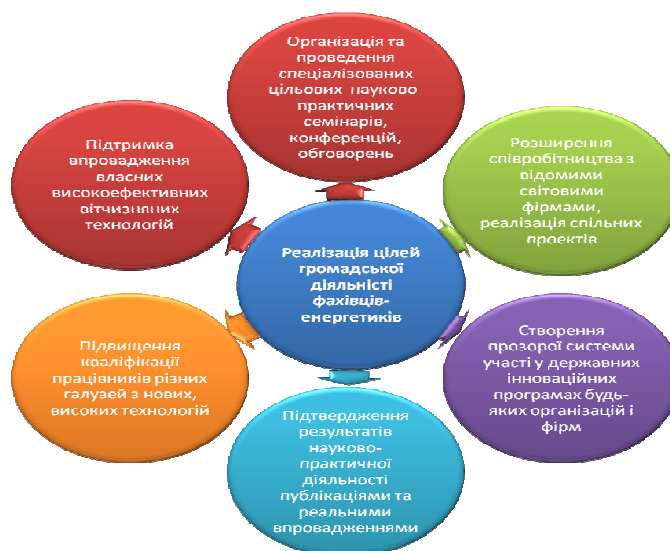 Організація та
проведення
спеціалізованих
цільових науково
практичних
семінарів,
конференцій,
обговорень
Розширення
співробітництва з
відомими
світовими
фірмами,
реалізація спільних
проектів
Створення
прозорої системи
участі у державних
інноваційних
програмах будь-
яких організацій і
фірм
Підтвердження
результатів
науково-
практичної
діяльності
публікаціями та
реальними
впровадженнями
Підвищення
кваліфікації
працівників різних
галузей з нових,
високих технологій
Підтримка
впровадження
власних
високоефективних
вітчизняних
технологій
Реалізація цілей
громадської
діяльності
фахівців-
енергетиків